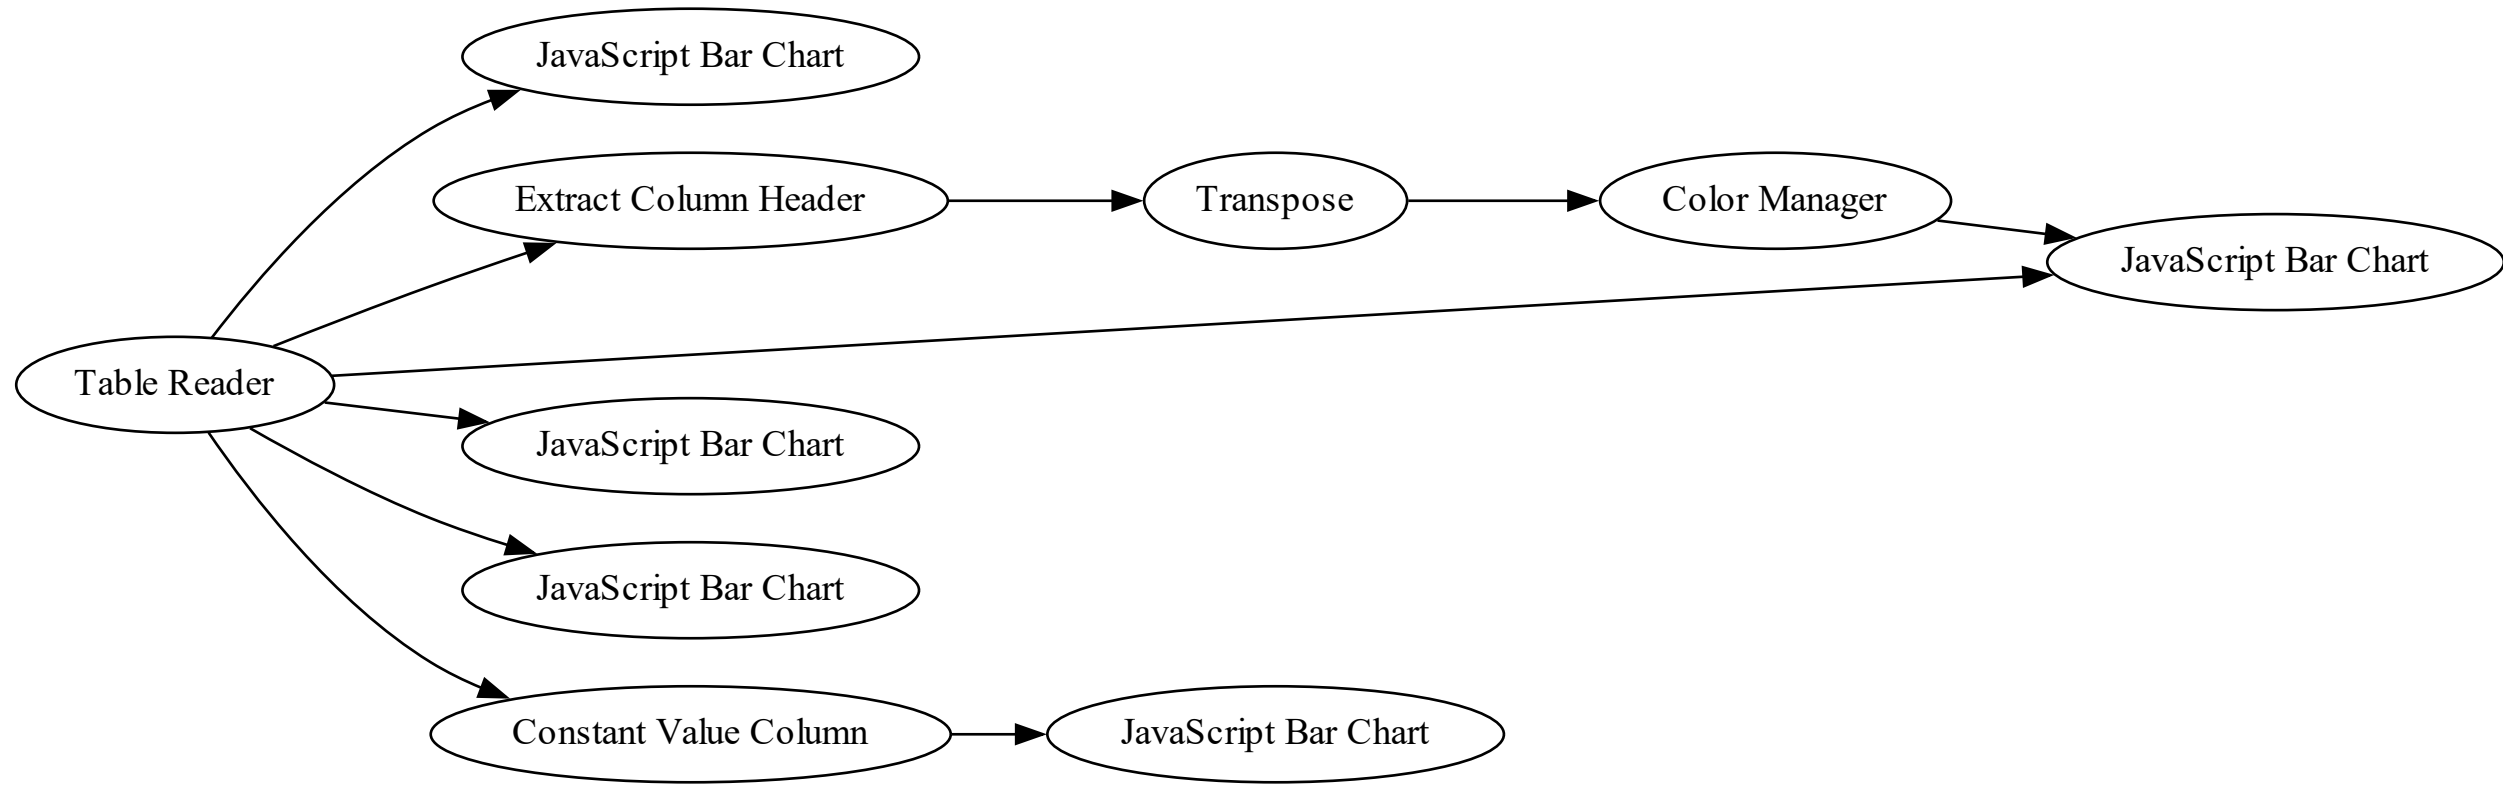 JavaScript Bar Chart
Extract Column Header
Transpose
Color Manager
JavaScript Bar Chart
Table Reader
JavaScript Bar Chart
JavaScript Bar Chart
Constant Value Column
JavaScript Bar Chart